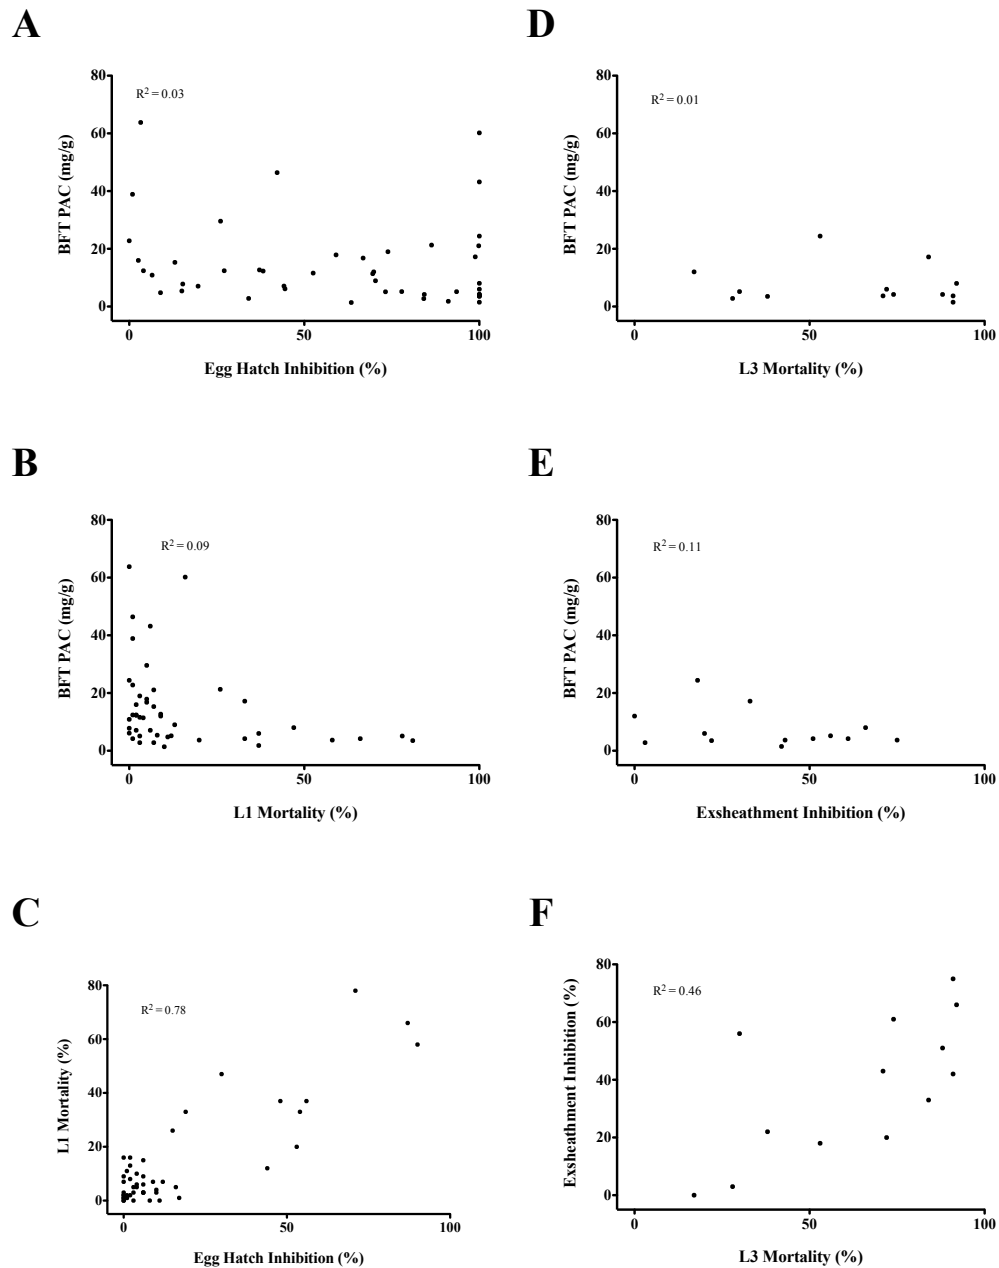 A
BFT PAC (mg/g)
80
60
40
20
0
R² = 0.03
0 50 100
Egg Hatch Inhibition (%)
D
BFT PAC (mg/g)
80
60
40
20
0
R² = 0.01
0 50 100
L3 Mortality (%)
B
BFT PAC (mg/g)
80
60
40
20
0
R² = 0.09
0 50 100
L1 Mortality (%)
E
BFT PAC (mg/g)
80
60
40
20
0
R² = 0.11
0 50 100
Exsheathment Inhibition (%)
C
L1 Mortality (%)
80
60
40
20
0
R² = 0.78
0 50 100
Egg Hatch Inhibition (%)
F
Exsheathment Inhibition (%)
80
60
40
20
0
R² = 0.46
0 50 100
L3 Mortality (%)